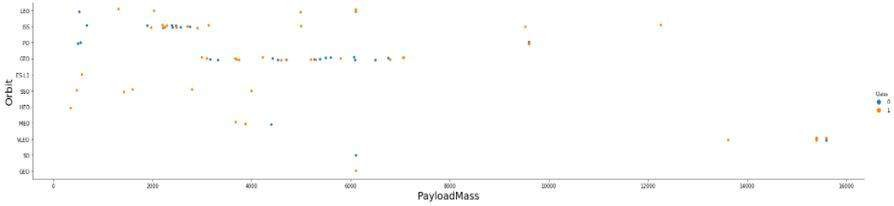 LEO
ISS
PO
GTO
ES-L1
SSO
HEO
MEO
VLEO
SO
GEO
Orbit
0 2000 4000 6000 8000 10000 12000 14000 16000
PayloadMass
Class
0
1